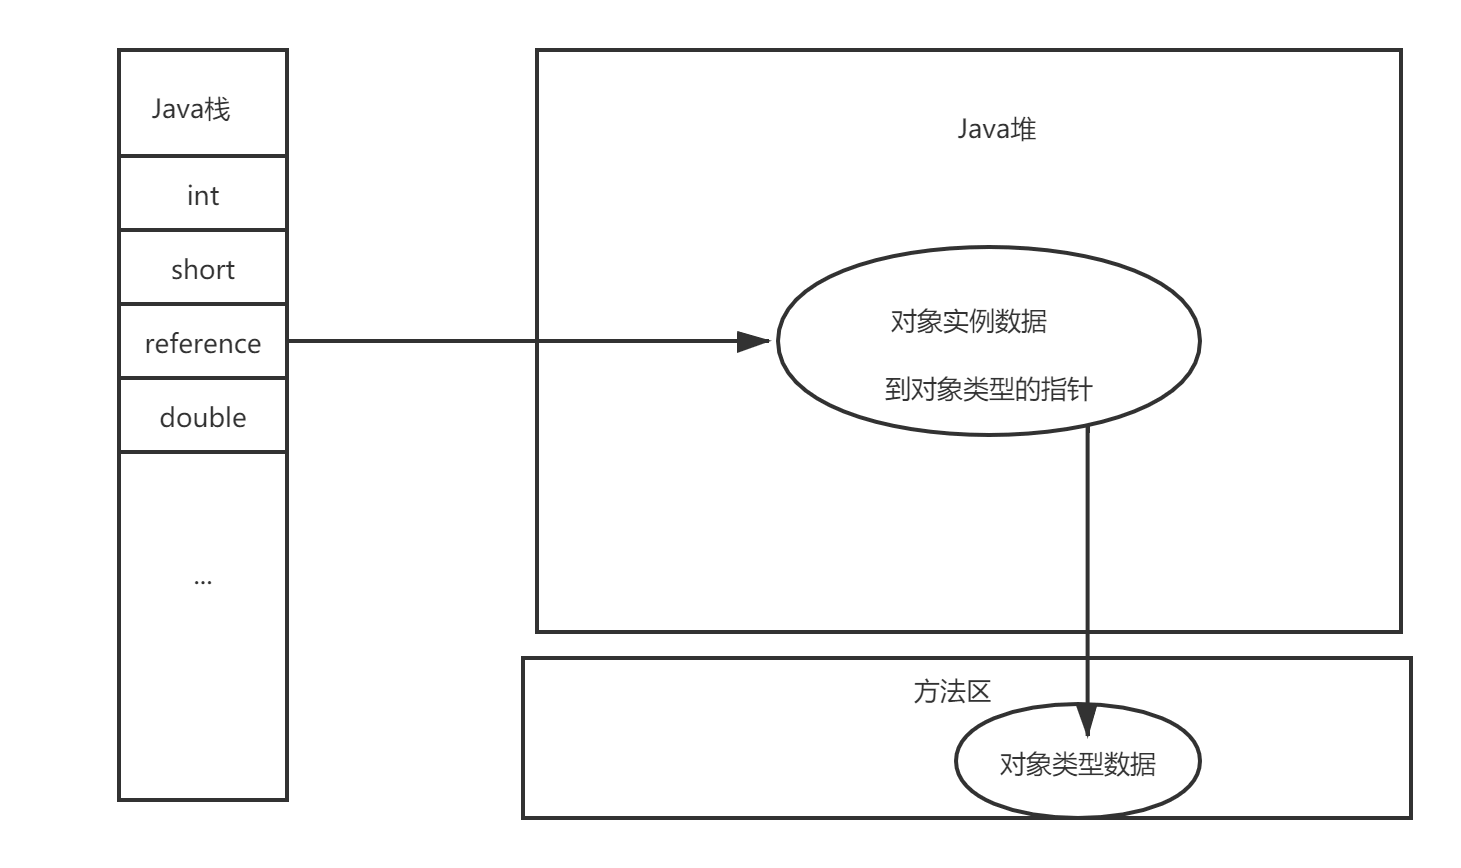 Java栈
int
short
reference
double
...
Java堆
对象实例数据
到对象类型的指针
方法区
对象类型数据